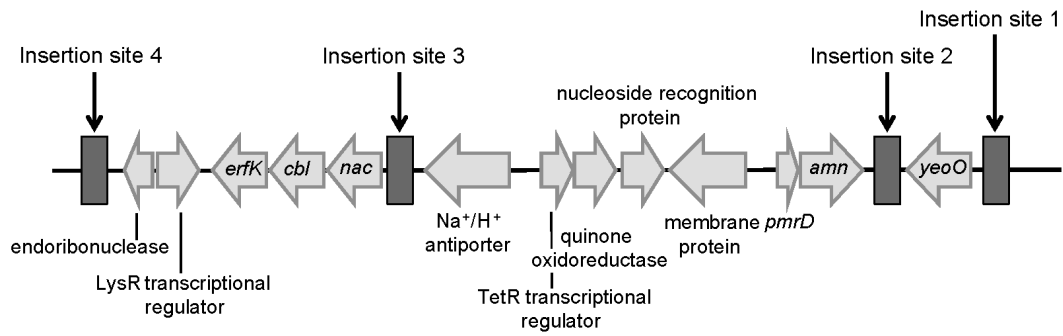 Insertion site 1
Insertion site 4
Insertion site 3
Insertion site 2
nucleoside recognition
protein
erfK
cbl
nac
amn
yeoO
endoribonuclease
LysR transcriptional
regulator
Na⁺/H⁺
antiporter
quinone
oxidoreductase
TetR transcriptional
regulator
membrane
protein
pmrD